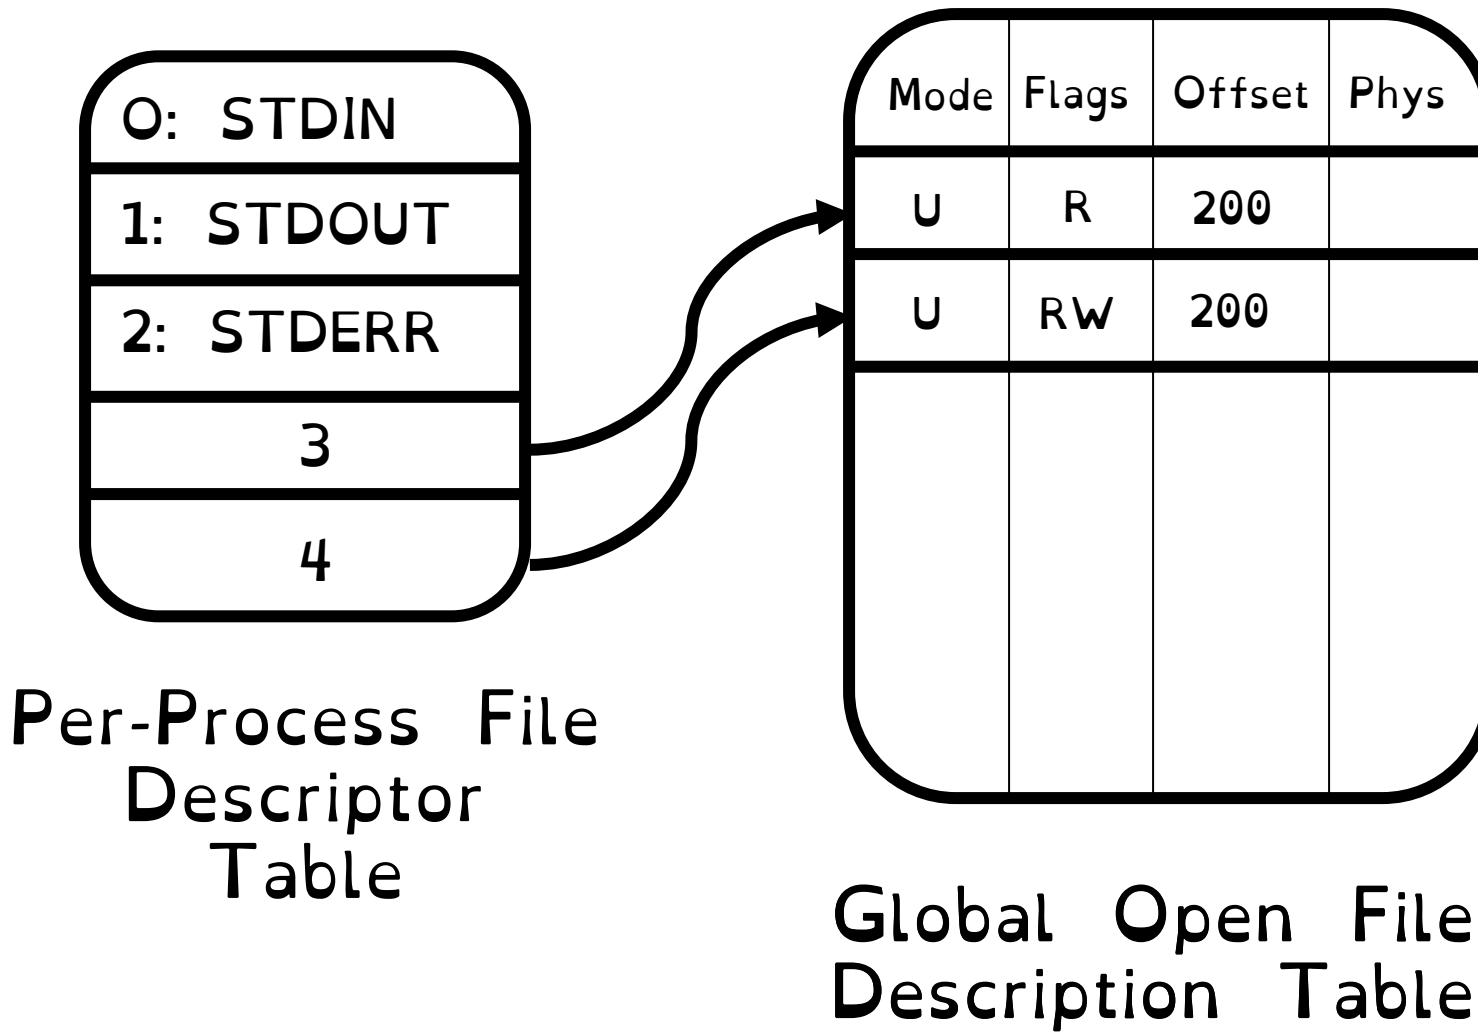 0: STDIN
1: STDOUT
2: STDERR
3
4
Per-Process File
Descriptor
Table
Mode Flags Offset Phys
U R 200
U RW 200
Global Open File
Description Table